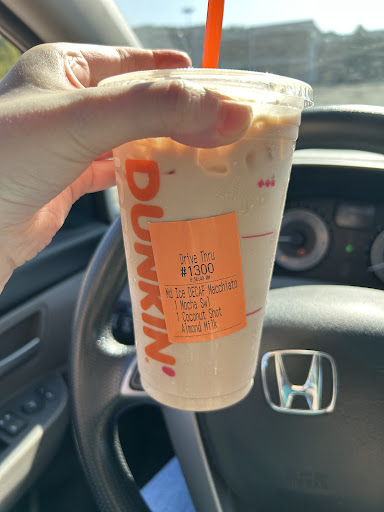 DUNKIN'
Drive Thru
#1300
Md Ice DECAF Macchiato
1 Mocha Swl
1 Coconut Shot
Almond Milk